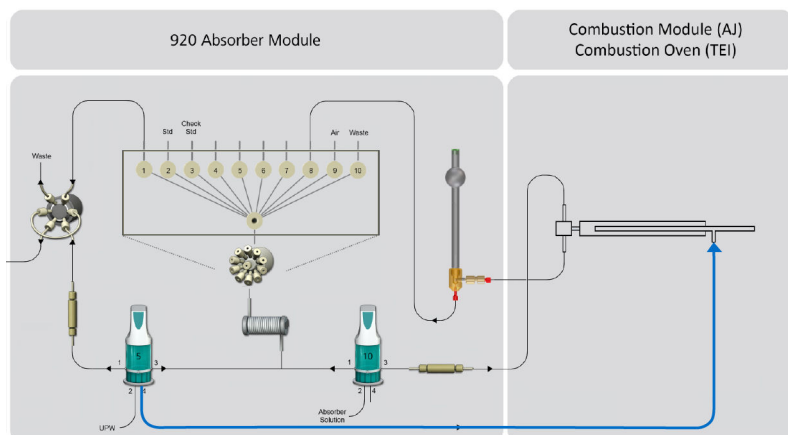 920 Absorber Module
Combustion Module (AJ)
Combustion Oven (TEI)
Waste
Std
Check
Std
Air
Waste
1
2
3
4
5
6
7
8
9
10
5
1
3
2
4
UPW
10
1
3
2
4
Absorber
Solution